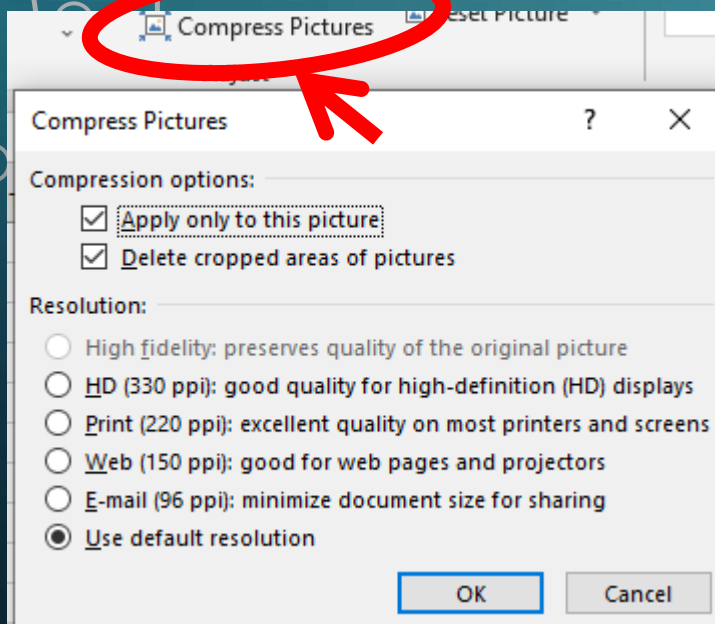 Compress Pictures
Picture
Compress Pictures ? ×
Compression options:
Apply only to this picture
Delete cropped areas of pictures
Resolution:
High fidelity: preserves quality of the original picture
HD (330 ppi): good quality for high-definition (HD) displays
Print (220 ppi): excellent quality on most printers and screens
Web (150 ppi): good for web pages and projectors
E-mail (96 ppi): minimize document size for sharing
Use default resolution
OK Cancel